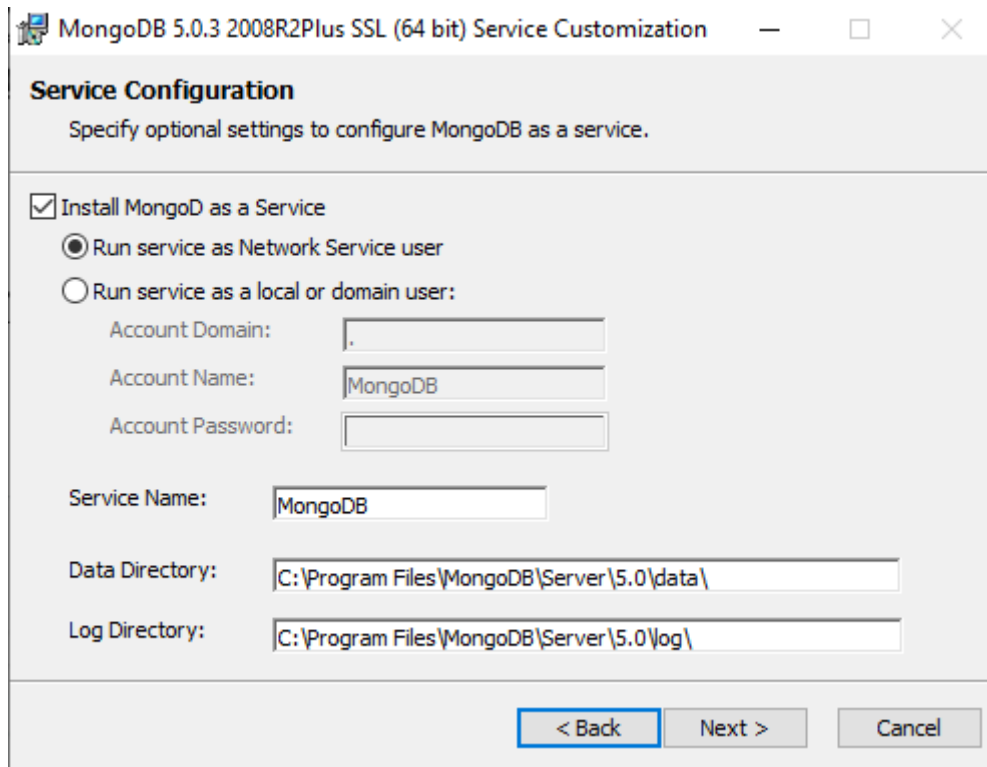 MongoDB 5.0.3 2008R2Plus SSL (64 bit) Service Customization
Service Configuration
Specify optional settings to configure MongoDB as a service.
Install MongoD as a Service
Run service as Network Service user
Run service as a local or domain user:
Account Domain: .
Account Name: MongoDB
Account Password:
Service Name: MongoDB
Data Directory: C:\Program Files\MongoDB\Server\5.0\data\
Log Directory: C:\Program Files\MongoDB\Server\5.0\log\
< Back Next > Cancel